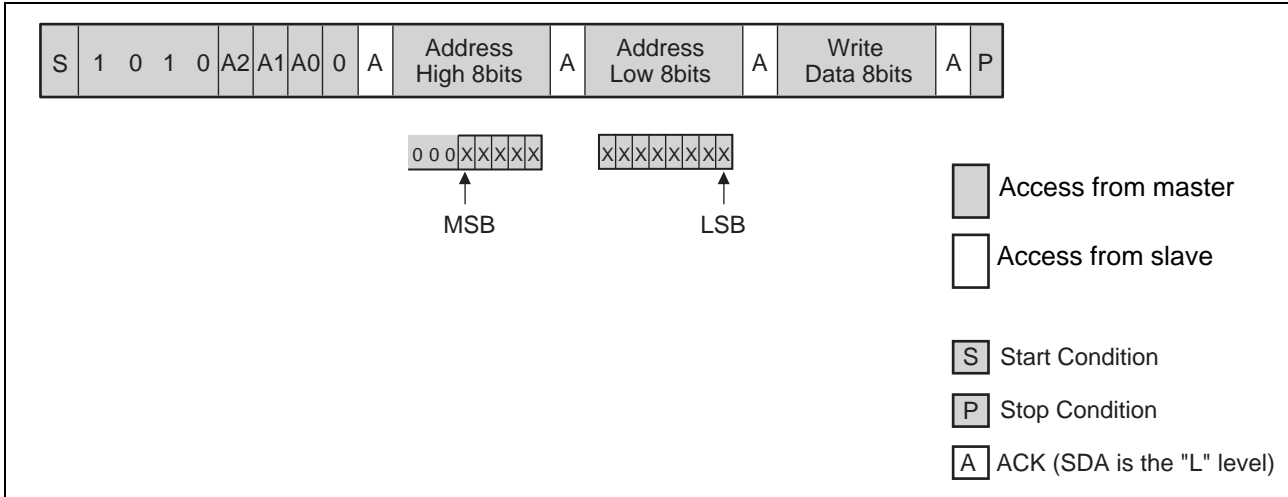 S 1 0 1 0 A2 A1 A0 0 A Address High 8bits A Address Low 8bits A Write Data 8bits A P
0 0 0 X X X X X X X X X X X X X
MSB LSB
Access from master
Access from slave
S Start Condition
P Stop Condition
A ACK (SDA is the "L" level)